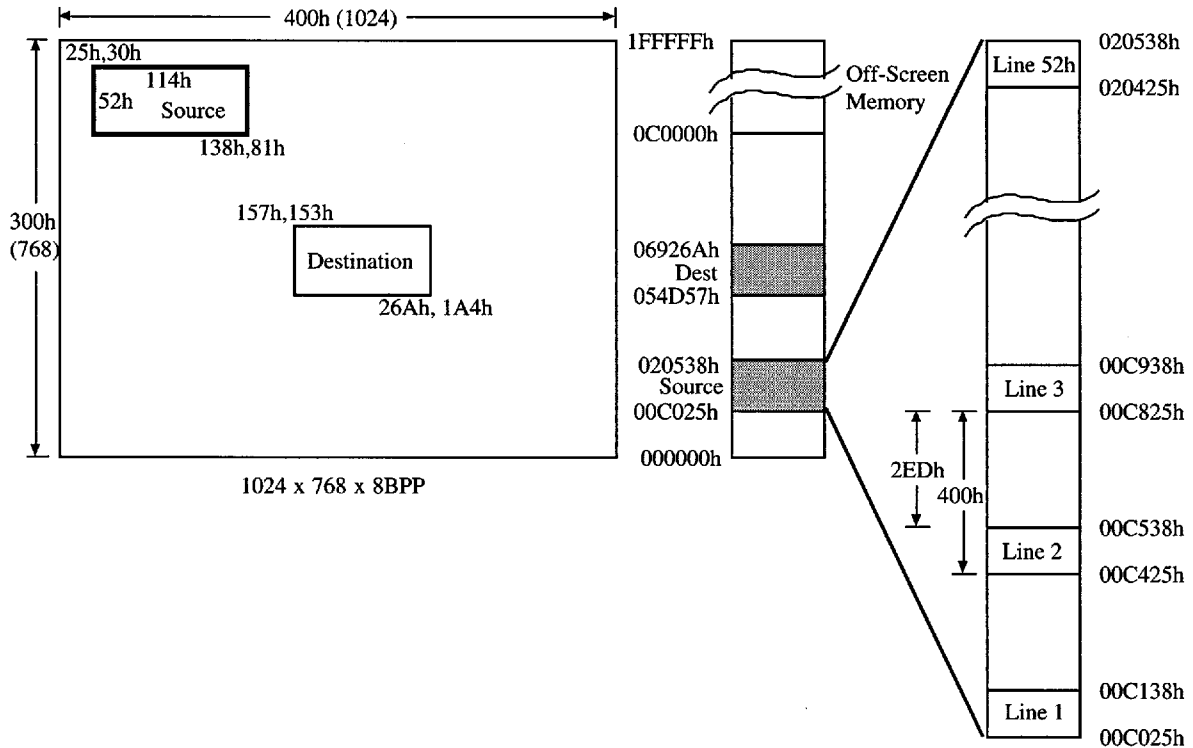 400h (1024)
300h
(768)
25h,30h
114h
52h
Source
138h,81h
157h,153h
Destination
26Ah, 1A4h
1024 x 768 x 8BPP
1FFFFFh
Off-Screen
Memory
0C0000h
06926Ah
Dest
054D57h
020538h
Source
00C025h
000000h
Line 52h
020538h
020425h
00C938h
Line 3
00C825h
2EDh
400h
00C538h
Line 2
00C425h
00C138h
Line 1
00C025h